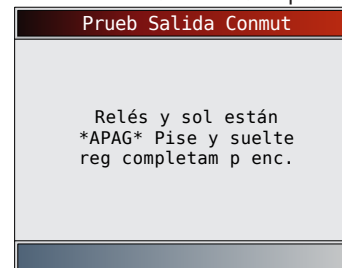 Prueb Salida Conmut
Relés y sol están
*APAG* Pise y suelte
reg completam p enc.